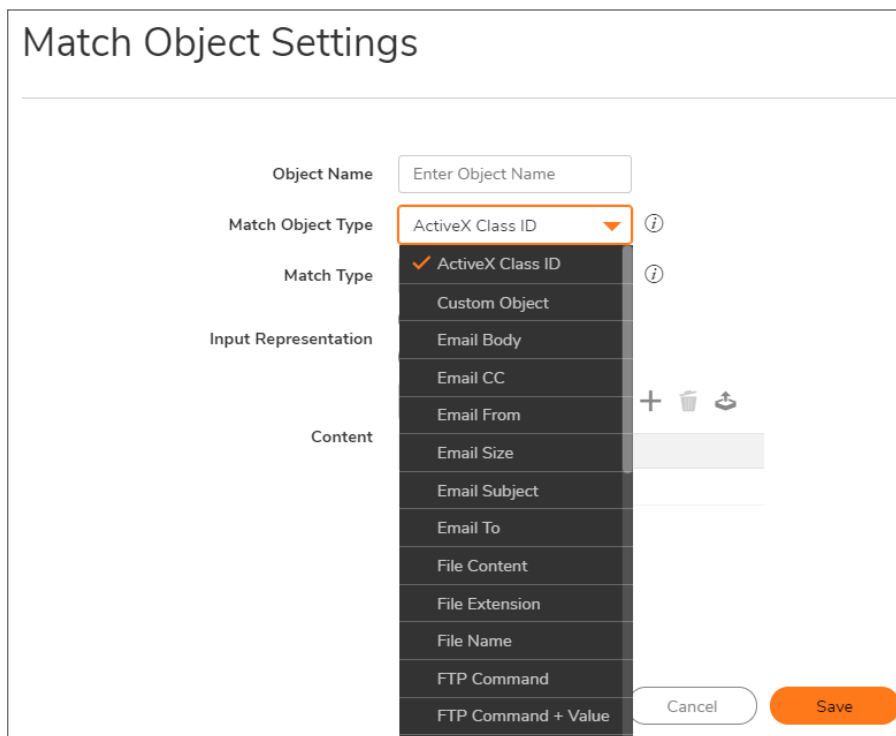 Match Object Settings
Object Name
Enter Object Name
Match Object Type
ActiveX Class ID
Match Type
Input Representation
Content
ActiveX Class ID
Custom Object
Email Body
Email CC
Email From
Email Size
Email Subject
Email To
File Content
File Extension
File Name
FTP Command
FTP Command + Value
Cancel
Save